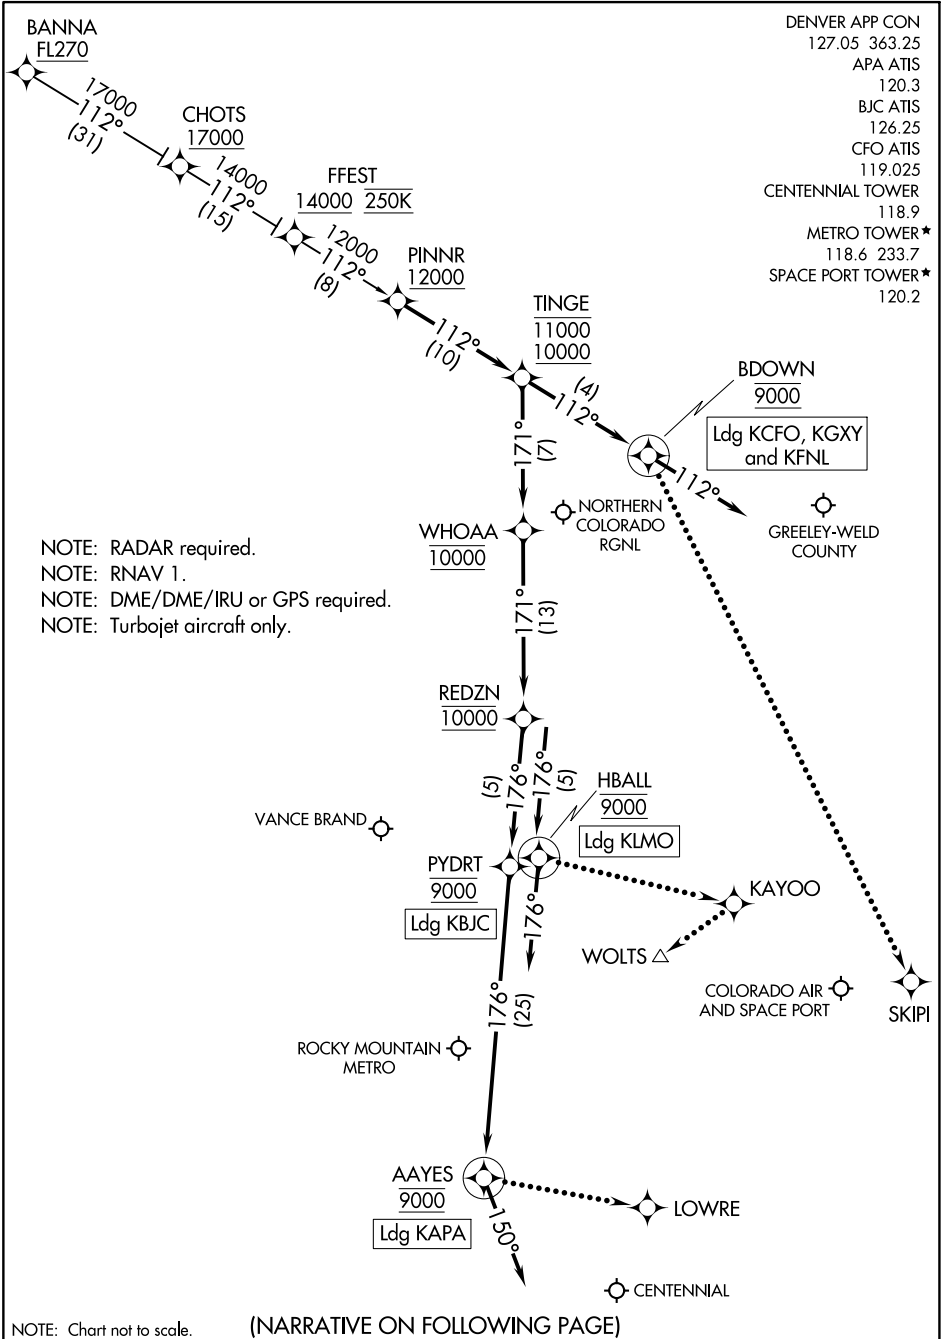 BANNA
FL270
17000
112°
(31)
CHOTS
17000
14000
112°
(15)
FFEST
14000 250K
12000
112°
(8)
PINNR
12000
112°
(10)
TINGE
11000
10000
(4)
112°
BDOWN
9000
Ldg KCFO, KGXY
and KFNL
112°
DENVER APP CON
127.05 363.25
APA ATIS
120.3
BJC ATIS
126.25
CFO ATIS
119.025
CENTENNIAL TOWER
118.9
METRO TOWER★
118.6 233.7
SPACE PORT TOWER★
120.2
171°
(7)
NORTHERN
COLORADO
RGNL
GREELEY-WELD
COUNTY
WHOAA
10000
NOTE: RADAR required.
NOTE: RNAV 1.
NOTE: DME/DME/IRU or GPS required.
NOTE: Turbojet aircraft only.
171°
(13)
REDZN
10000
(5)
176°
176°
(5)
HBALL
9000
Ldg KLMO
VANCE BRAND
PYDRT
9000
Ldg KBJC
176°
KAYOO
WOLTS
COLORADO AIR
AND SPACE PORT
SKIPI
176°
(25)
ROCKY MOUNTAIN
METRO
AAYES
9000
Ldg KAPA
150°
LOWRE
CENTENNIAL
NOTE: Chart not to scale.
(NARRATIVE ON FOLLOWING PAGE)